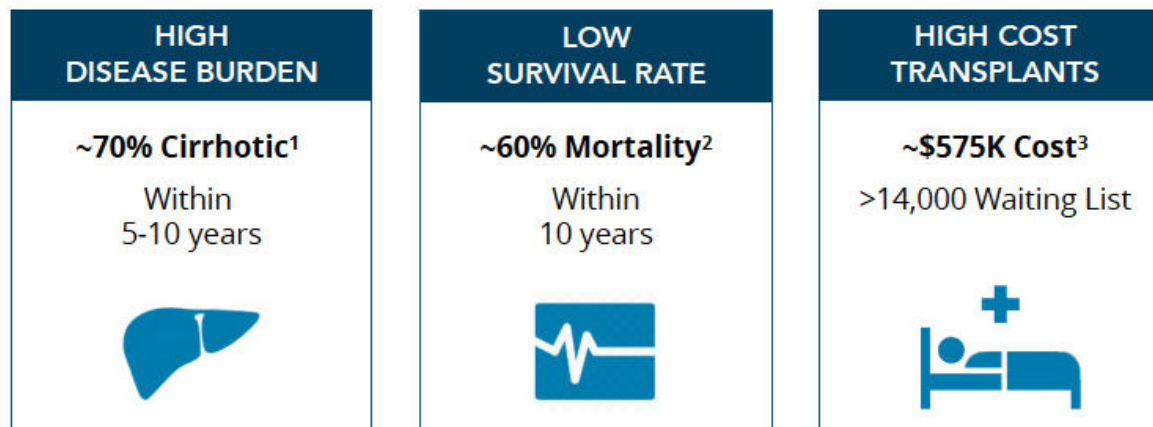 HIGH
DISEASE BURDEN
~70% Cirrhotic¹
Within
5-10 years
LOW
SURVIVAL RATE
~60% Mortality²
Within
10 years
HIGH COST
TRANSPLANTS
~$575K Cost³
>14,000 Waiting List